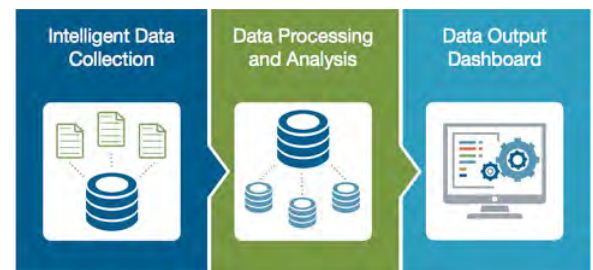 Intelligent Data
Collection
Data Processing
and Analysis
Data Output
Dashboard